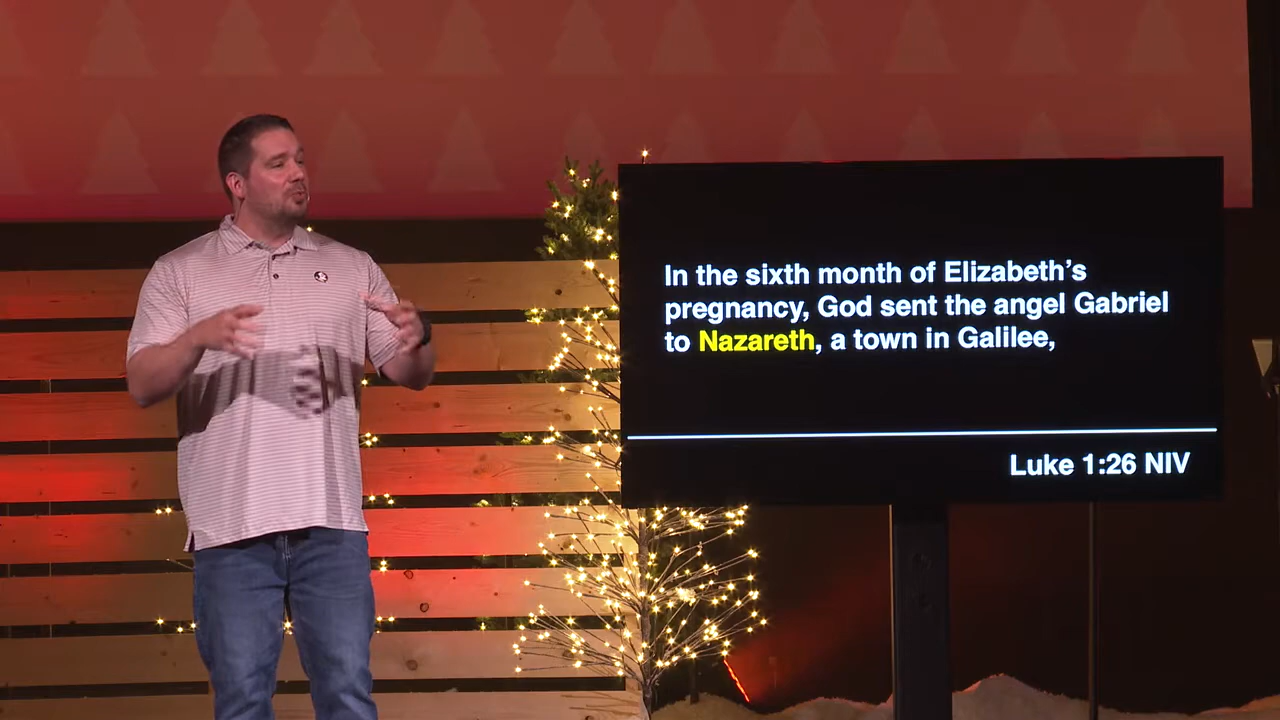 In the sixth month of Elizabeth's
pregnancy, God sent the angel Gabriel
to Nazareth, a town in Galilee,
Luke 1:26 NIV